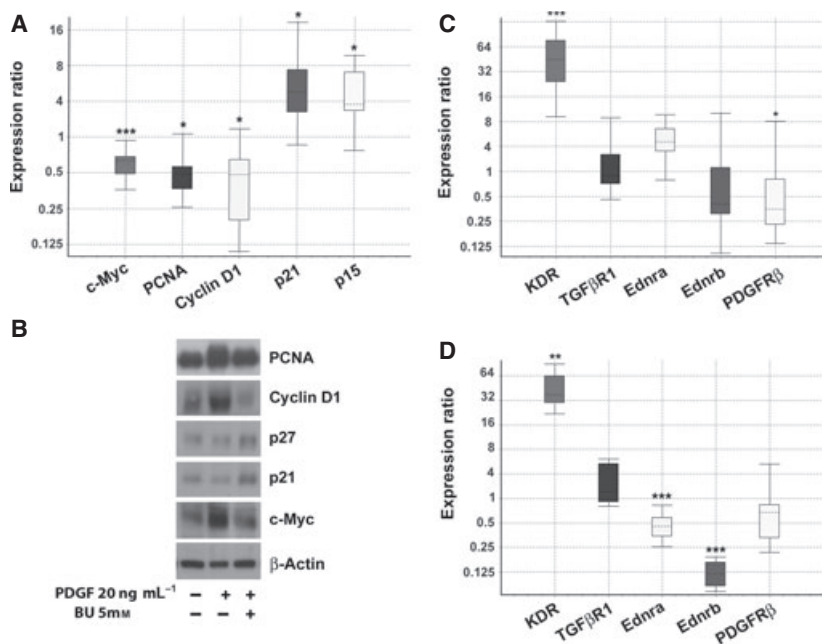 A
Expression ratio
16
8
4
1
0.5
0.25
0.125
*** * * * *
c-Myc PCNA Cyclin D1 p21 p15
B
PCNA
Cyclin D1
p27
p21
c-Myc
β-Actin
PDGF 20 ng mL⁻¹ − + +
BU 5mM − − +
C
Expression ratio
64
32
16
8
4
1
0.5
0.25
0.125
*** *
KDR TGFβR1 Ednra Ednrb PDGFRβ
D
Expression ratio
64
32
16
8
4
1
0.5
0.25
0.125
** *** ***
KDR TGFβR1 Ednra Ednrb PDGFRβ